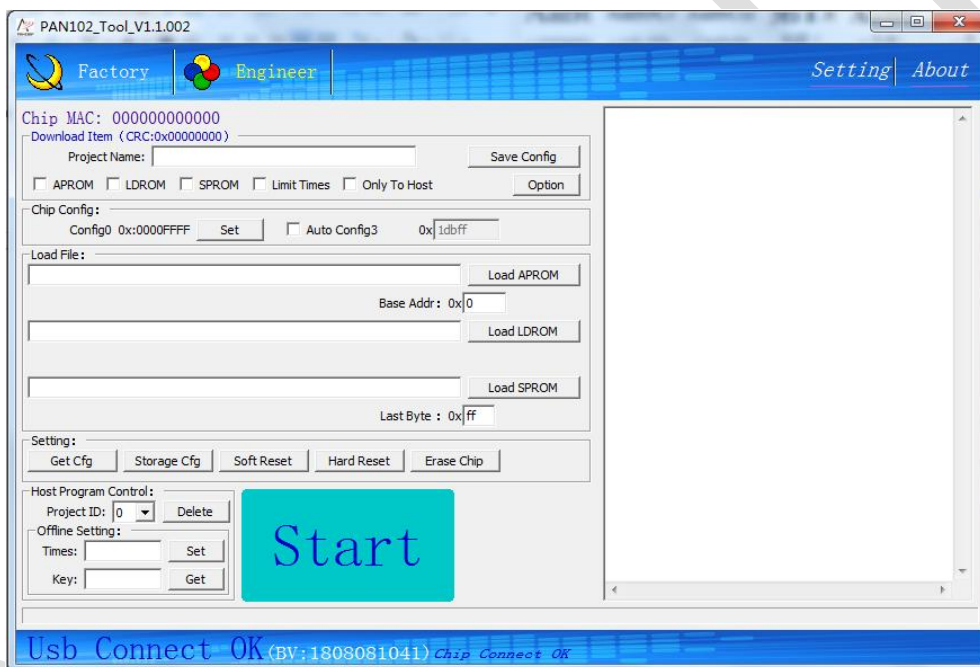 PAN102_Tool_V1.1.002
Factory Engineer Setting About
Chip MAC: 000000000000
Download Item (CRC:0x00000000)
Project Name: Save Config
APROM LDROM SPROM Limit Times Only To Host Option
Chip Config:
Config0 0x:0000FFFF Set Auto Config3 0x 1dbff
Load File:
Load APROM
Base Addr: 0x 0
Load LDROM
Load SPROM
Last Byte : 0x ff
Setting:
Get Cfg Storage Cfg Soft Reset Hard Reset Erase Chip
Host Program Control:
Project ID: 0 Delete
Offline Setting:
Times: Set
Key: Get
Start
Usb Connect OK(BV:1808081041) Chip Connect OK